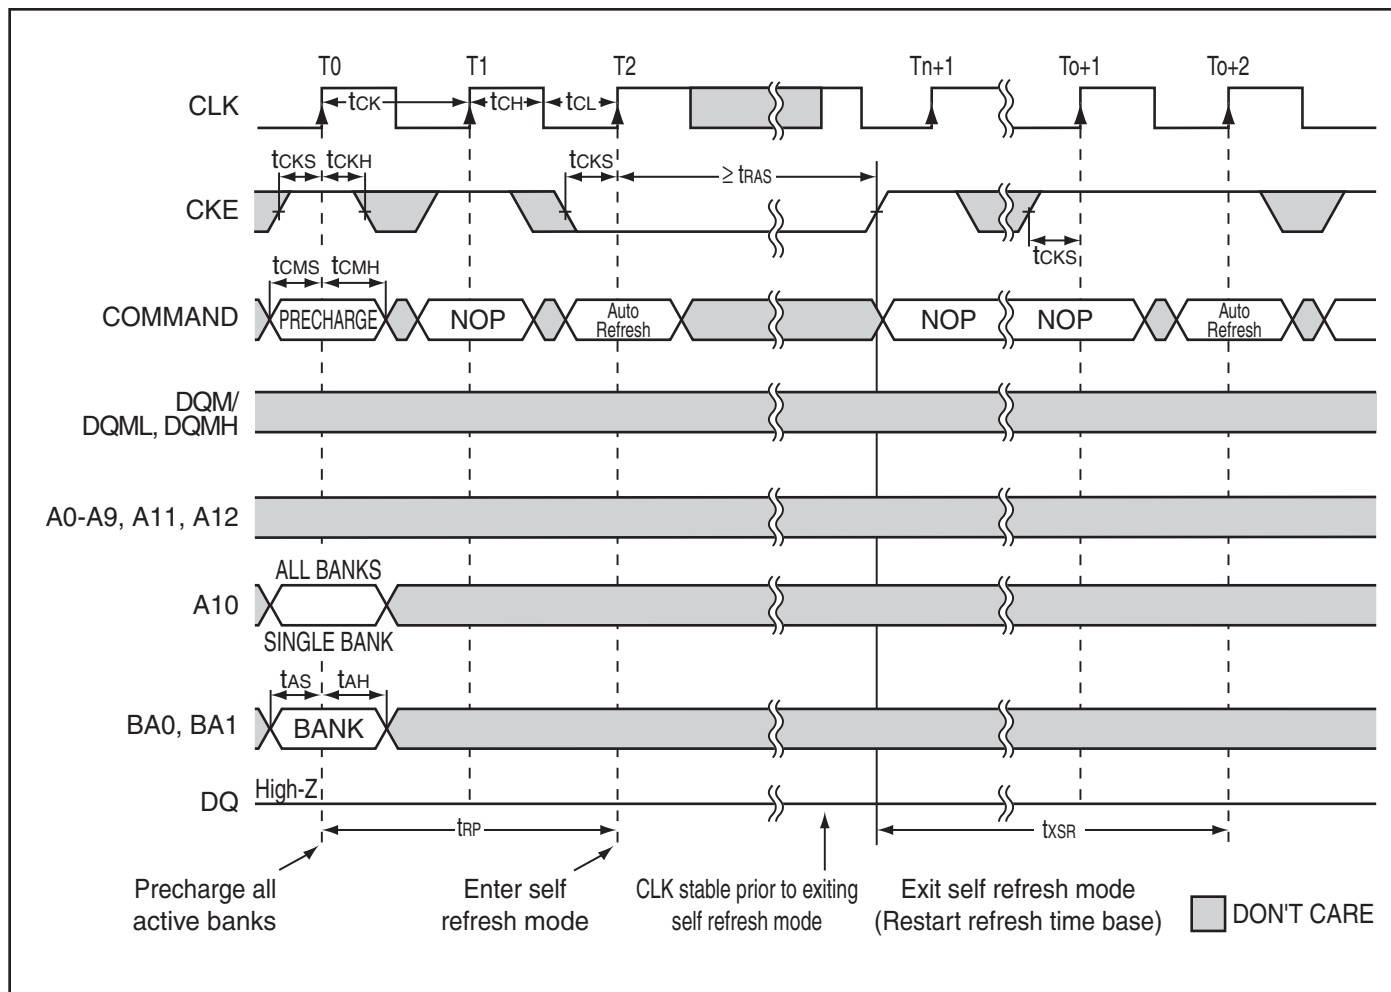 T0 T1 T2 Tn+1 To+1 To+2
CLK
tCK tCH tCL
tCKS tCKH tCKS ≥ tRAS
CKE
tCKS
tCMS tCMH
COMMAND
PRECHARGE NOP Auto Refresh NOP NOP Auto Refresh
DQM/
DQML, DQMH
A0-A9, A11, A12
ALL BANKS
A10
SINGLE BANK
tAS tAH
BA0, BA1 BANK
High-Z
DQ
tRP tXSR
Precharge all
active banks
Enter self
refresh mode
CLK stable prior to exiting
self refresh mode
Exit self refresh mode
(Restart refresh time base)
DON'T CARE